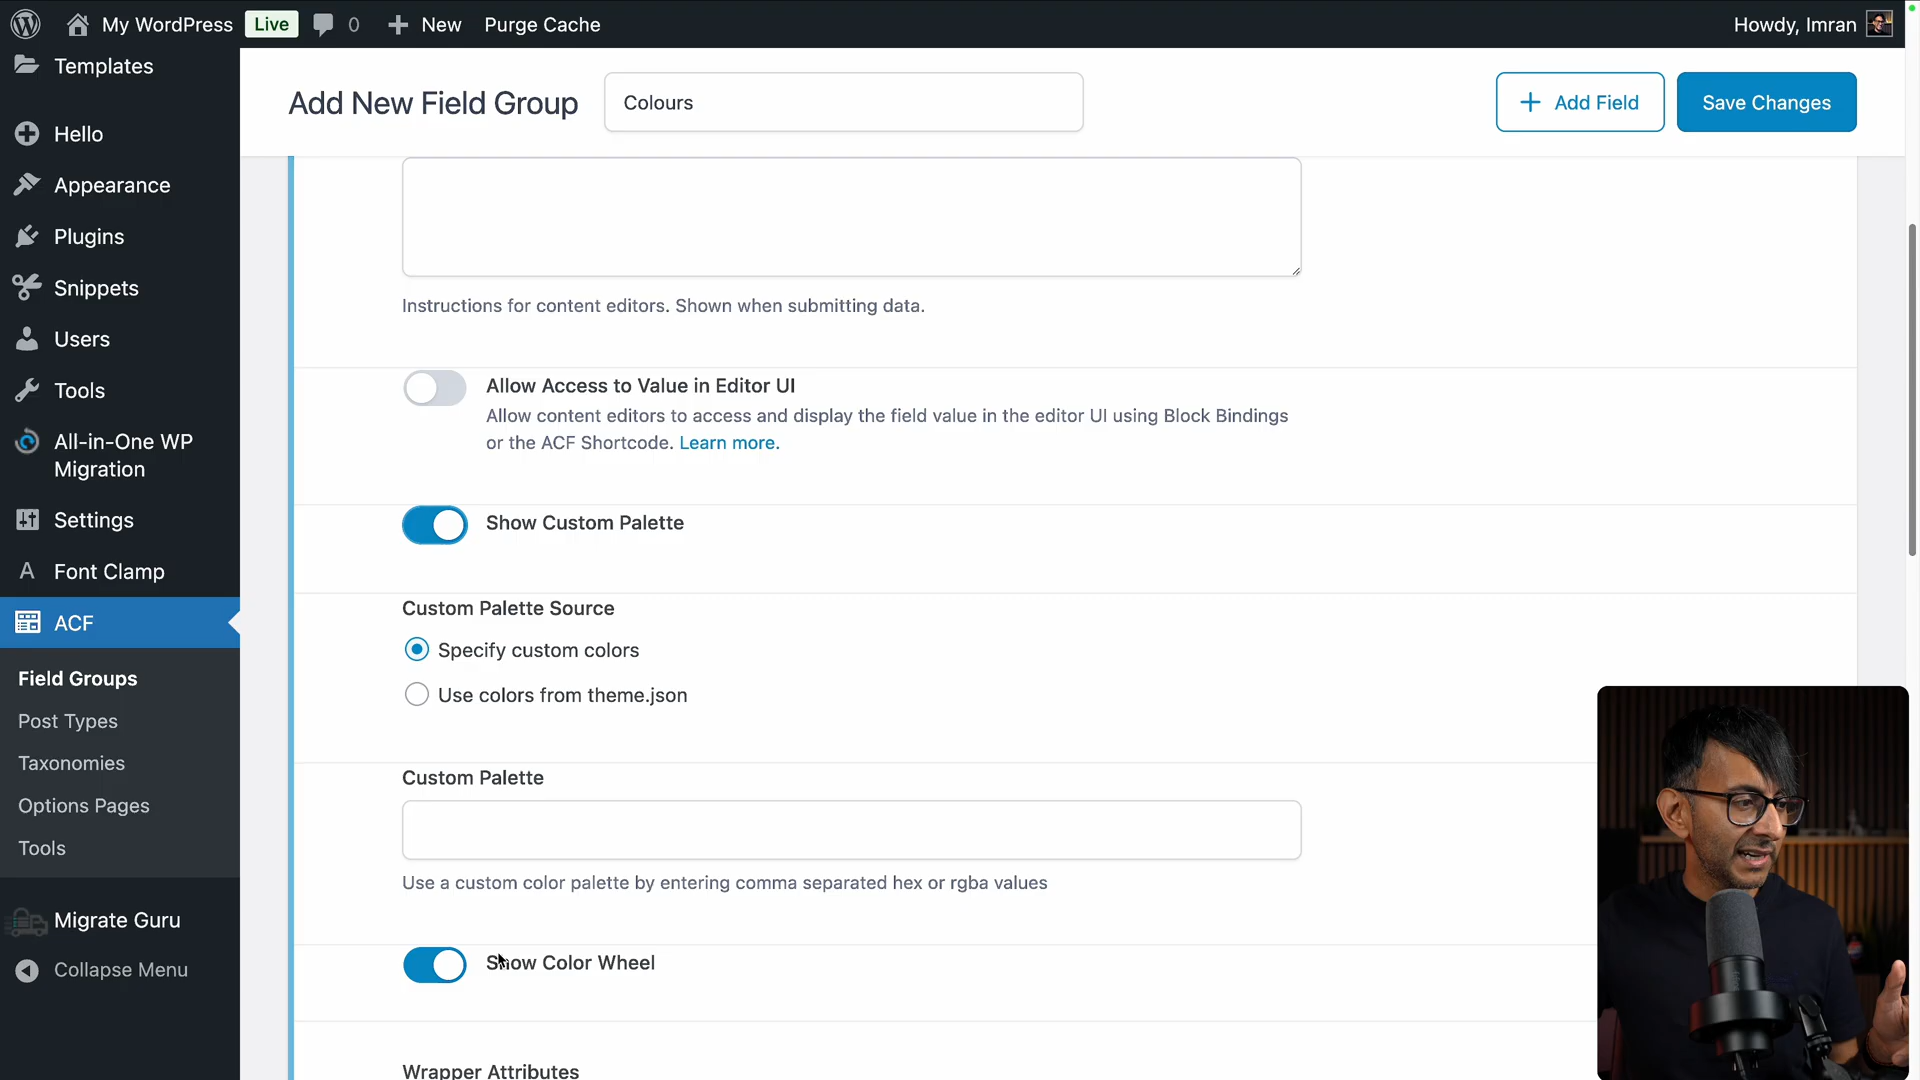 My WordPress Live 0 New Purge Cache Howdy, Imran
Templates
Hello
Appearance
Plugins
Snippets
Users
Tools
All-in-One WP
Migration
Settings
Font Clamp
ACF
Field Groups
Post Types
Taxonomies
Options Pages
Tools
Migrate Guru
Collapse Menu
Add New Field Group Colours + Add Field Save Changes
Instructions for content editors. Shown when submitting data.
Allow Access to Value in Editor UI
Allow content editors to access and display the field value in the editor UI using Block Bindings
or the ACF Shortcode. Learn more.
Show Custom Palette
Custom Palette Source
Specify custom colors
Use colors from theme.json
Custom Palette
Use a custom color palette by entering comma separated hex or rgba values
Show Color Wheel
Wrapper Attributes